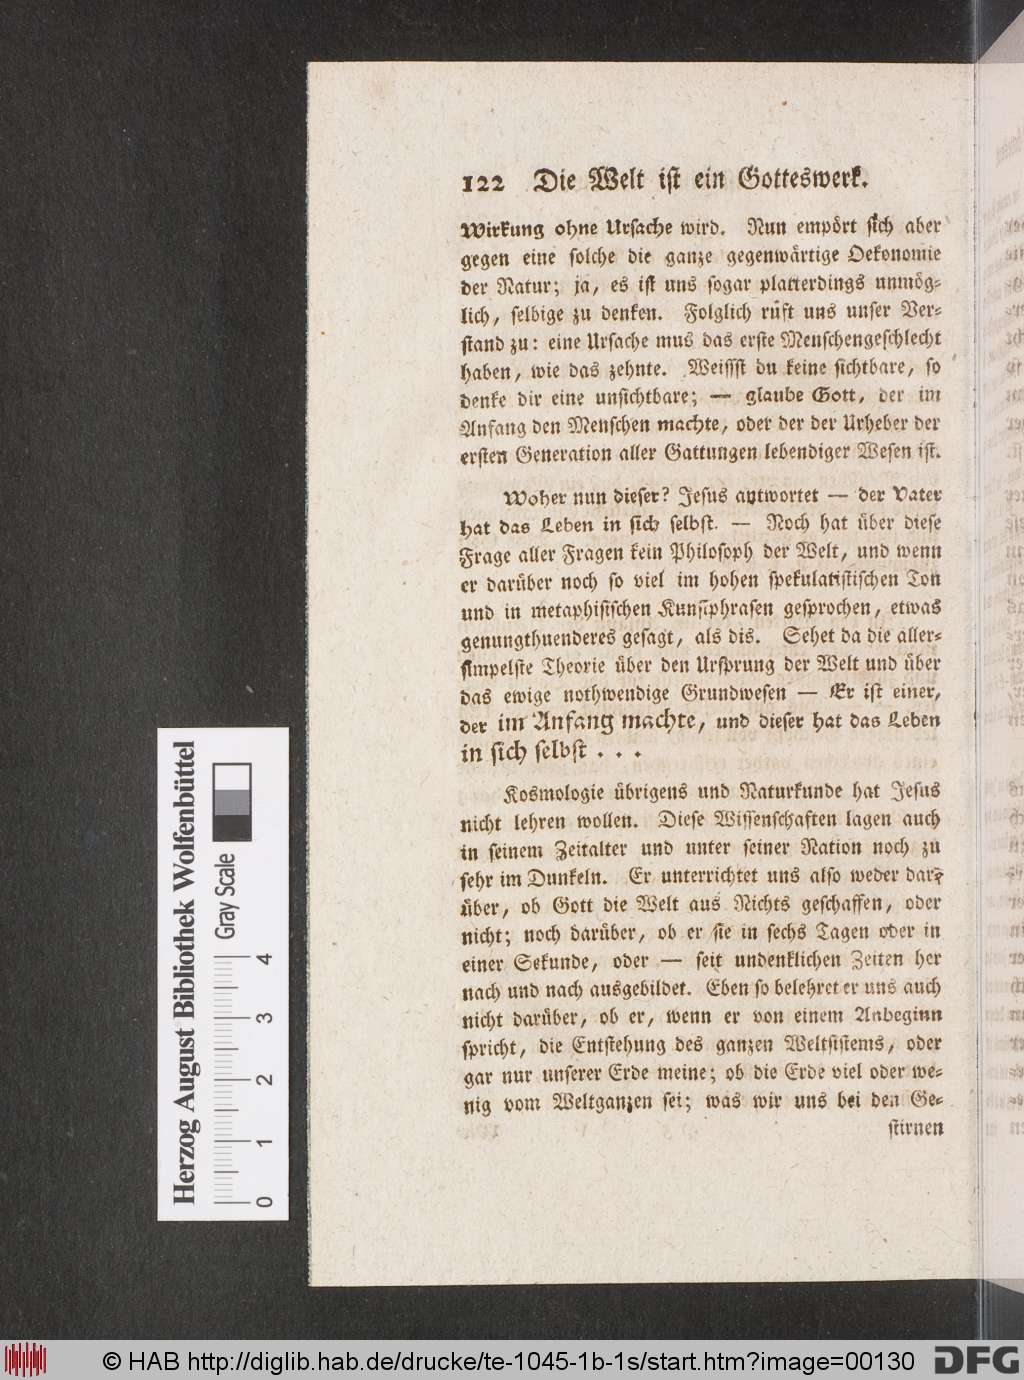 122 Die Welt ist ein Gotteswerk.
Wirkung ohne Ursache wird. Nun empört sich aber
gegen eine solche die ganze gegenwärtige Oekonomie
der Natur; ja, es ist uns sogar platterdings unmög-
lich, selbige zu denken. Folglich rüft uns unser Ver-
stand zu: eine Ursache mus das erste Menschengeschlecht
haben, wie das zehnte. Weissst du keine sichtbare, so
denke dir eine unsichtbare; — glaube Gott, der im
Anfang den Menschen machte, oder der der Urheber der
ersten Generation aller Gattungen lebendiger Wesen ist.
Woher nun dieser? Jesus antwortet — der Vater
hat das Leben in sich selbst. — Noch hat über diese
Frage aller Fragen kein Philosoph der Welt, und wenn
er darüber noch so viel im hohen spekulatistischen Ton
und in metaphisischen Kunstphrasen gesprochen, etwas
genungthuenderes gesagt, als dis. Sehet da die aller-
simpelste Theorie über den Ursprung der Welt und über
das ewige nothwendige Grundwesen — Er ist einer,
der im Anfang machte, und dieser hat das Leben
in sich selbst . . .
Kosmologie übrigens und Naturkunde hat Jesus
nicht lehren wollen. Diese Wissenschaften lagen auch
in seinem Zeitalter und unter seiner Nation noch zu
sehr im Dunkeln. Er unterrichtet uns also weder dar-
über, ob Gott die Welt aus Nichts geschaffen, oder
nicht; noch darüber, ob er sie in sechs Tagen oder in
einer Sekunde, oder — seit undenklichen Zeiten her
nach und nach ausgebildet. Eben so belehret er uns auch
nicht darüber, ob er, wenn er von einem Anbeginn
spricht, die Entstehung des ganzen Weltsistems, oder
gar nur unserer Erde meine; ob die Erde viel oder we-
nig vom Weltganzen sei; was wir uns bei den Ge-
stirnen
Herzog August Bibliothek Wolfenbüttel
Gray Scale
0 1 2 3 4
© HAB http://diglib.hab.de/drucke/te-1045-1b-1s/start.htm?image=00130
DFG